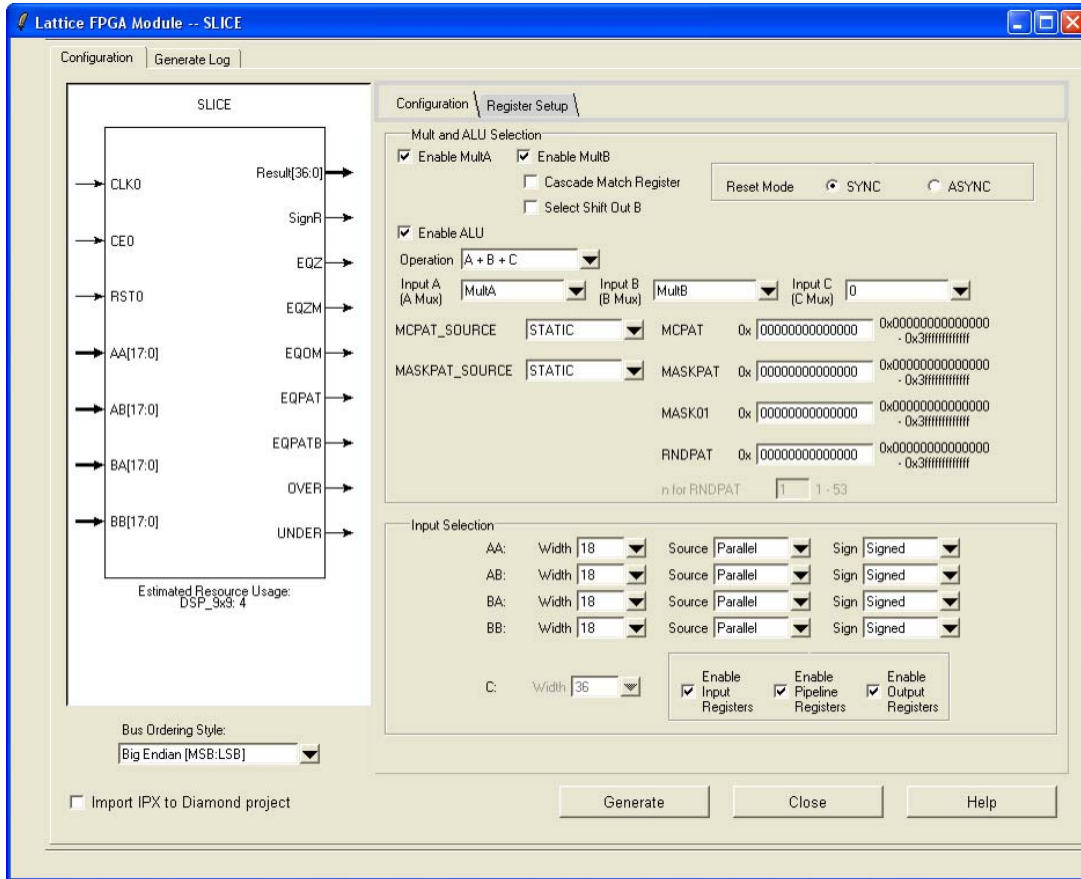 Lattice FPGA Module -- SLICE
Configuration Generate Log
SLICE
CLK0
CE0
RST0
AA[17:0]
AB[17:0]
BA[17:0]
BB[17:0]
Result[36:0]
SignR
EQZ
EQZM
EQOM
EQPAT
EQPATB
OVER
UNDER
Estimated Resource Usage:
DSP_9x9: 4
Bus Ordering Style:
Big Endian [MSB:LSB]
Import IPX to Diamond project
Configuration Register Setup
Mult and ALU Selection
Enable MultA Enable MultB
Cascade Match Register
Select Shift Out B
Reset Mode SYNC ASYNC
Enable ALU
Operation A + B + C
Input A
(A Mux)
MultA
Input B
(B Mux)
MultB
Input C
(C Mux)
0
MCPAT_SOURCE STATIC MCPAT 0x 00000000000000 0x00000000000000
- 0x3fffffffffffff
MASKPAT_SOURCE STATIC MASKPAT 0x 00000000000000 0x00000000000000
- 0x3fffffffffffff
MASK01 0x 00000000000000 0x00000000000000
- 0x3fffffffffffff
RNDPAT 0x 00000000000000 0x00000000000000
- 0x3fffffffffffff
n for RNDPAT 1 1 - 53
Input Selection
AA: Width 18 Source Parallel Sign Signed
AB: Width 18 Source Parallel Sign Signed
BA: Width 18 Source Parallel Sign Signed
BB: Width 18 Source Parallel Sign Signed
C: Width 36
Enable
Input
Registers
Enable
Pipeline
Registers
Enable
Output
Registers
Generate Close Help